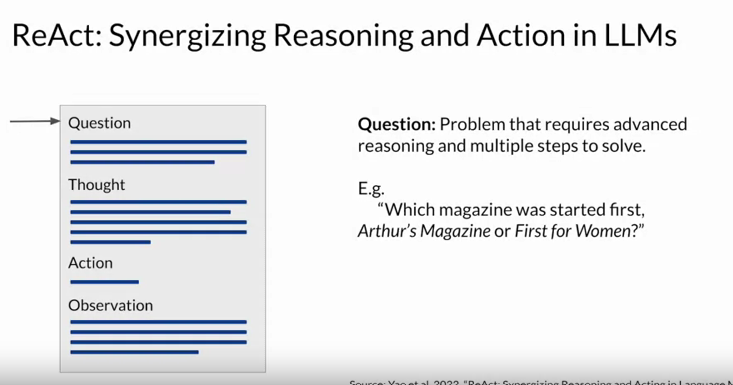 ReAct: Synergizing Reasoning and Action in LLMs
Question
Thought
Action
Observation
Question: Problem that requires advanced
reasoning and multiple steps to solve.
E.g.
“Which magazine was started first,
Arthur’s Magazine or First for Women?”
Source: Yao et al. 2022, “ReAct: Synergizing Reasoning and Acting in Language